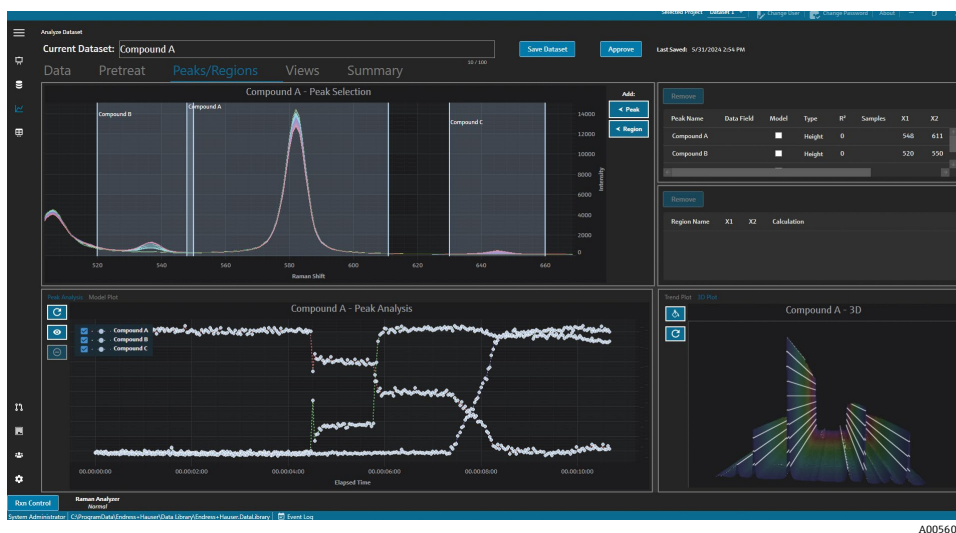 Selected Project Dataset 1 Change User Change Password About
Analyze Dataset
Current Dataset: Compound A Save Dataset Approve Last Saved: 5/31/2024 2:54 PM
10 / 100
Data Pretreat Peaks/Regions Views Summary
Compound A - Peak Selection
Add:
< Peak
< Region
Compound B
Compound A
Compound C
14000
12000
10000
8000
6000
4000
2000
0
Intensity
520 540 560 580 600 620 640 660
Raman Shift
Remove
Peak Name Data Field Model Type R² Samples X1 X2
Compound A Height 0 548 611
Compound B Height 0 520 550
Remove
Region Name X1 X2 Calculation
Peak Analysis Model Plot
Compound A - Peak Analysis
Compound A
Compound B
Compound C
00.00:00:00 00.00:02:00 00.00:04:00 00.00:06:00 00.00:08:00 00.00:10:00
Elapsed Time
Trend Plot 3D Plot
Compound A - 3D
Rxn Control
Raman Analyzer
Normal
System Administrator C:\ProgramData\Endress+Hauser\Data Library\Endress+Hauser.DataLibrary Event Log
A00560